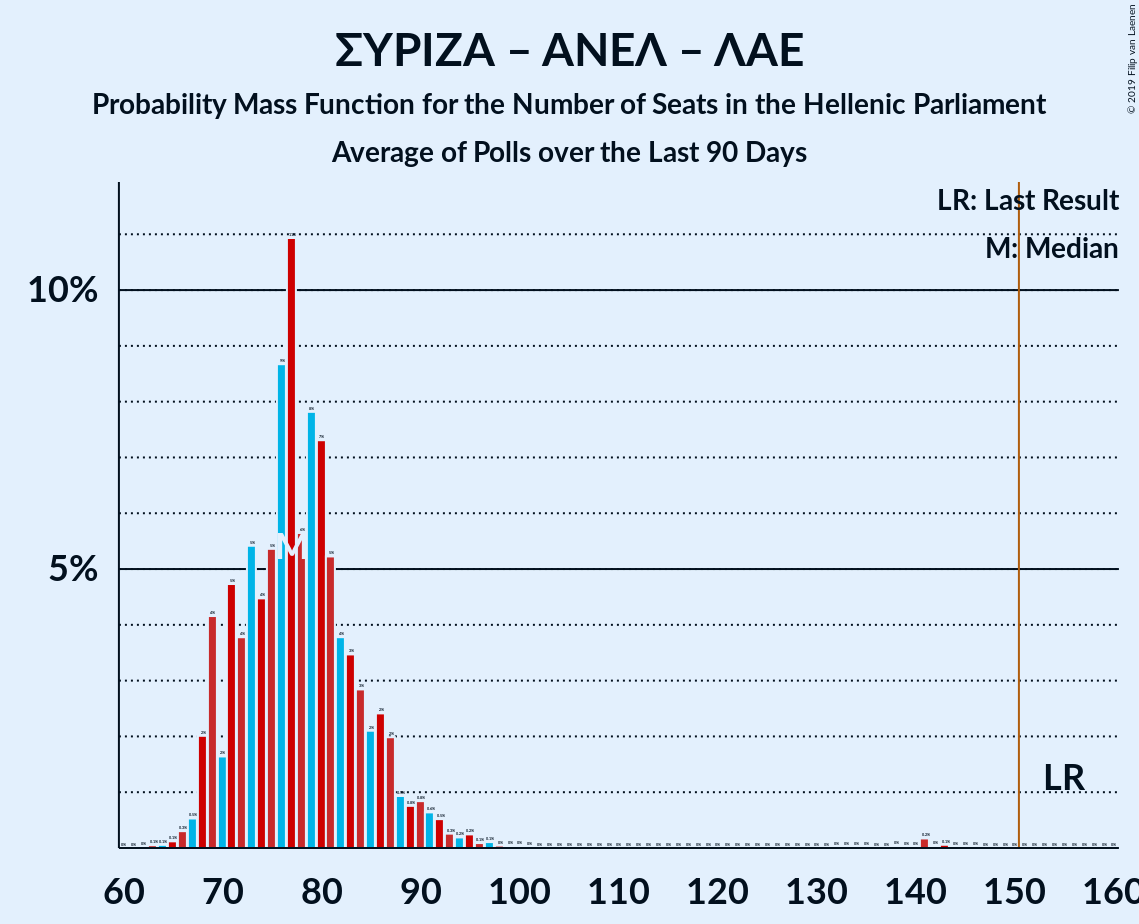 ΣΥΡΙΖΑ – ΑΝΕΛ – ΛΑΕ
Probability Mass Function for the Number of Seats in the Hellenic Parliament
Average of Polls over the Last 90 Days
© 2019 Filip van Laenen
LR: Last Result
M: Median
10%
5%
M
LR
60 70 80 90 100 110 120 130 140 150 160